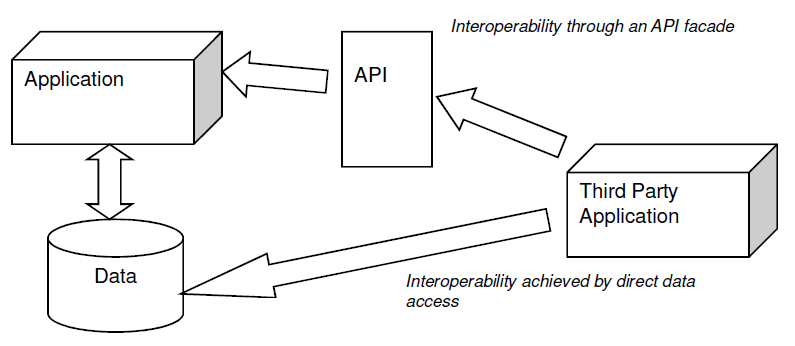 Interoperability through an API facade
Application
API
Third Party
Application
Data
Interoperability achieved by direct data
access